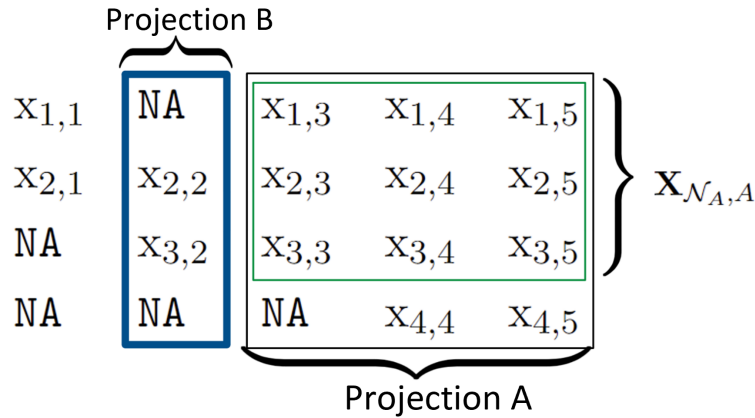 Projection B
x1,1 NA x1,3 x1,4 x1,5
x2,1 x2,2 x2,3 x2,4 x2,5
X𝒩A,A
NA x3,2 x3,3 x3,4 x3,5
NA NA NA x4,4 x4,5
Projection A